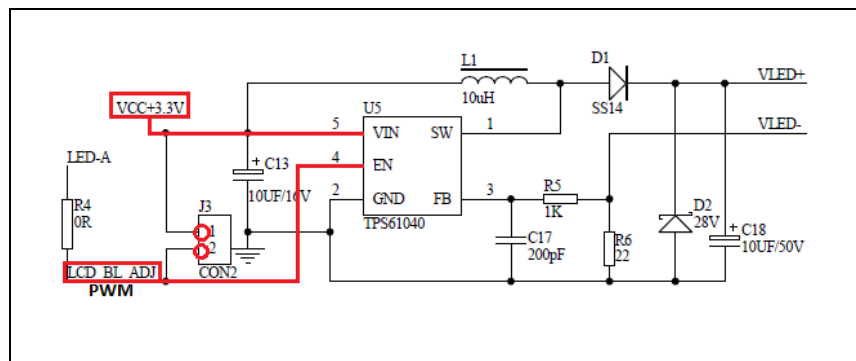 L1
10uH
D1
SS14
VLED+
VCC+3.3V
U5
5
VIN
SW
1
VLED-
LED-A
R4
0R
C13
10UF/16V
4
EN
J3
1
2
CON2
2
GND
FB
3
TPS61040
R5
1K
D2
28V
C17
200pF
R6
22
C18
10UF/50V
LCD_BL_ADJ
PWM